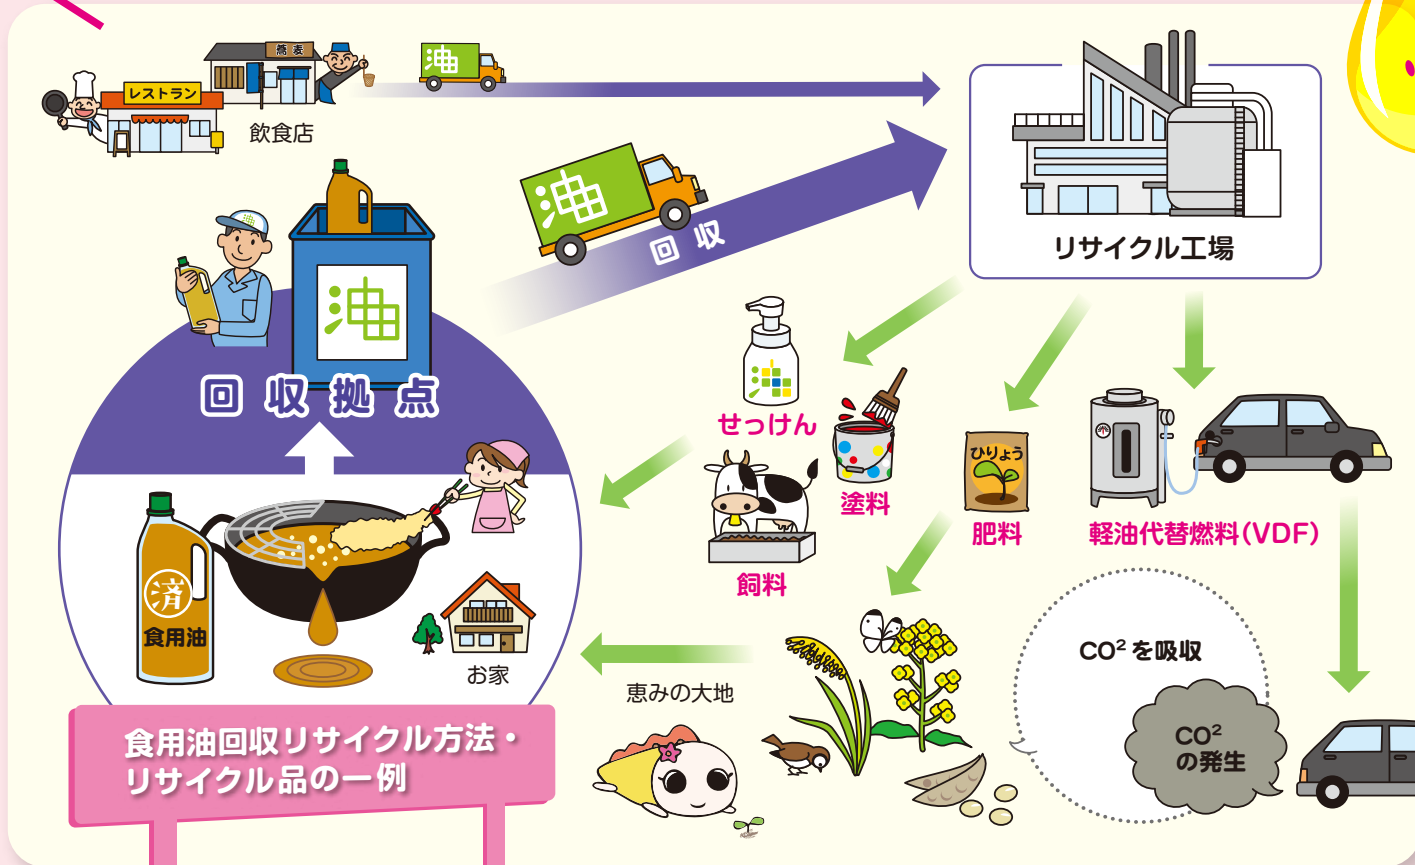 蕎麦
レストラン
飲食店
油
油
回収
リサイクル工場
油
回収拠点
せっけん
塗料
飼料
ひりょう
肥料
軽油代替燃料(VDF)
済
食用油
お家
恵みの大地
CO²を吸収
CO²
の発生
食用油回収リサイクル方法・
リサイクル品の一例